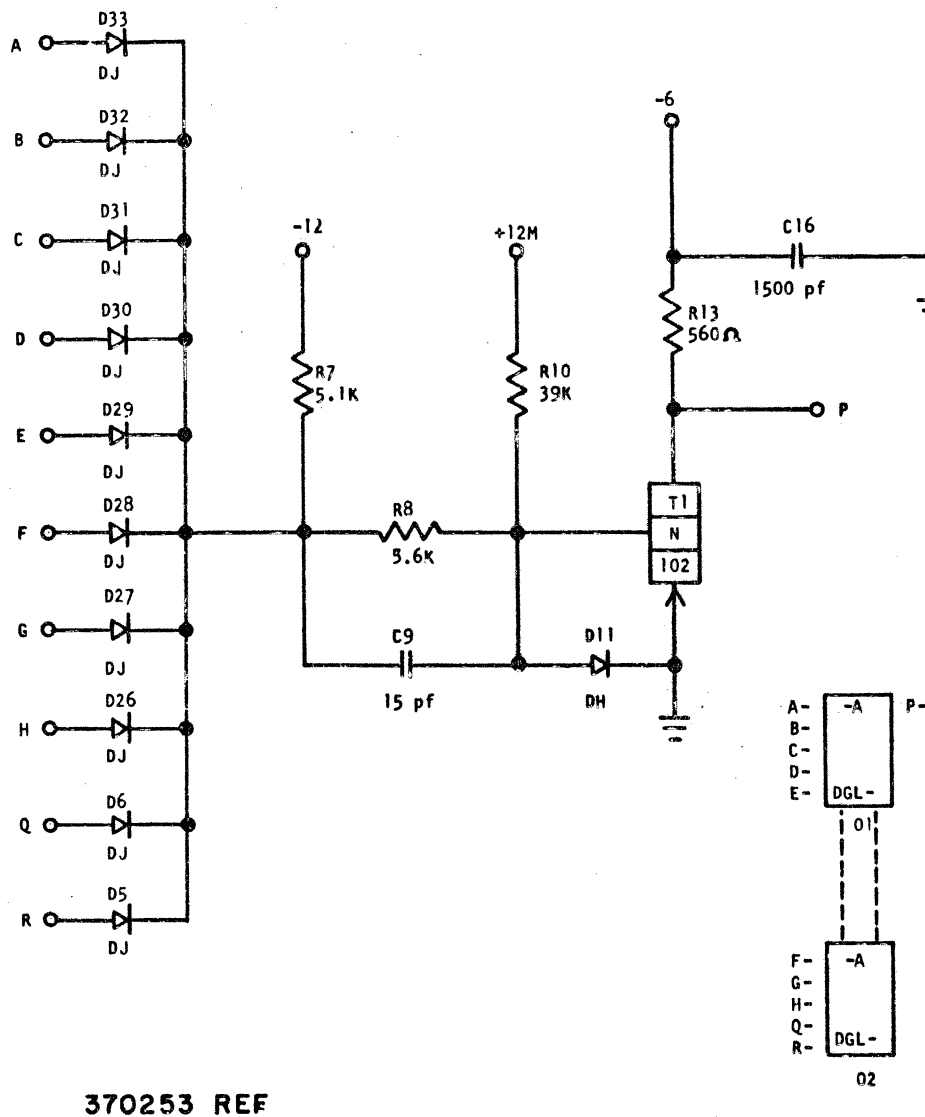 D33
A
DJ
D32
B
DJ
D31
C
DJ
D30
D
DJ
D29
E
DJ
D28
F
DJ
D27
G
DJ
D26
H
DJ
D6
Q
DJ
D5
R
DJ
-12
R7
5.1K
+12M
R10
39K
R8
5.6K
C9
15 pf
-6
C16
1500 pf
R13
560Ω
P
T1
N
102
D11
DH
A- -A P-
B-
C-
D-
E- DGL-
01
F- -A
G-
H-
Q-
R- DGL-
02
370253 REF